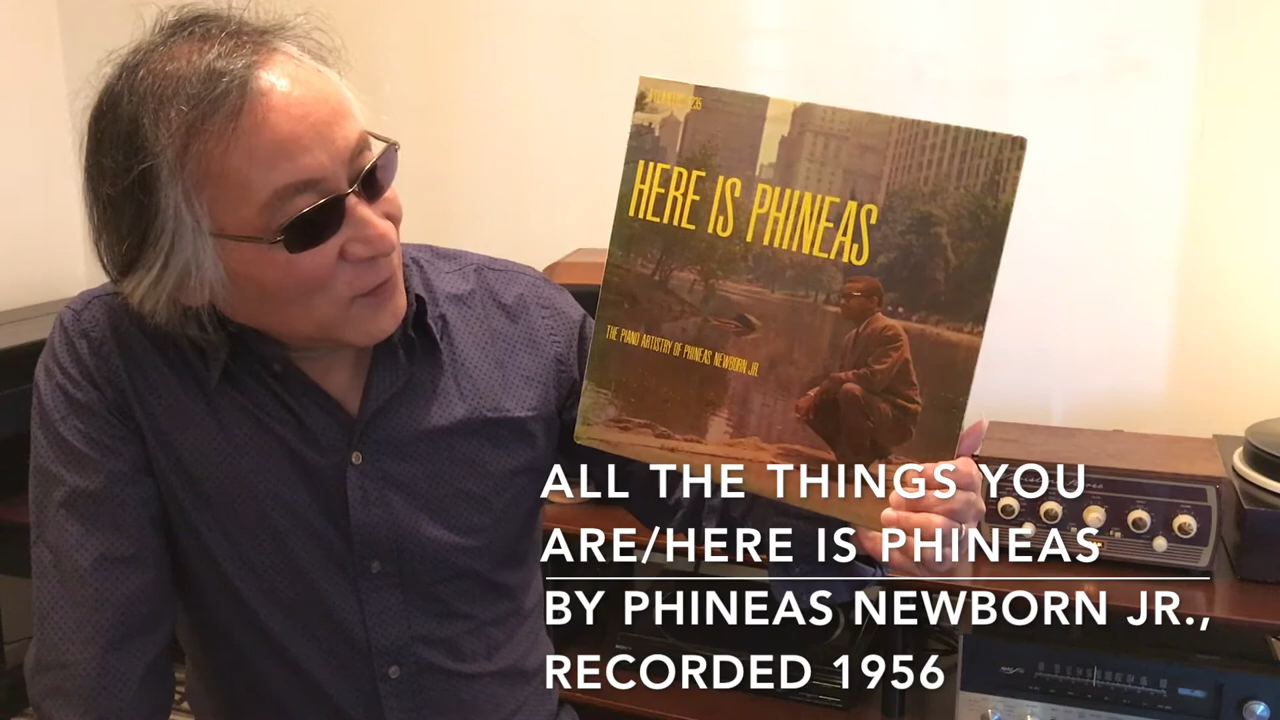 HERE IS PHINEAS
THE PIANO ARTISTRY OF PHINEAS NEWBORN JR.
ALL THE THINGS YOU
ARE/HERE IS PHINEAS
BY PHINEAS NEWBORN JR.,
RECORDED 1956